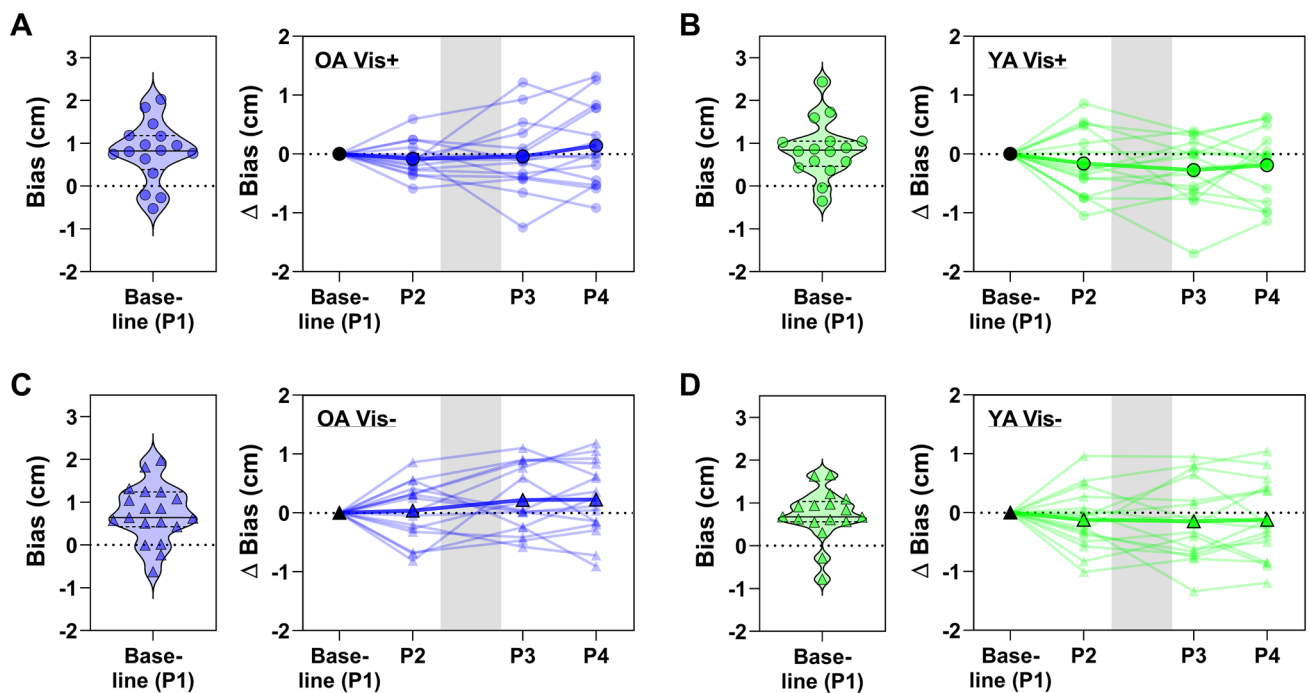 A
Bias (cm)
3
2
1
0
1
-2
Base-
line (P1)
Δ Bias (cm)
2
1
0
-1
-2
OA Vis+
Base-
line (P1)
P2
P3
P4
B
Bias (cm)
3
2
1
0
1
-2
Base-
line (P1)
Δ Bias (cm)
2
1
0
-1
-2
YA Vis+
Base-
line (P1)
P2
P3
P4
C
Bias (cm)
3
2
1
0
-1
-2
Base-
line (P1)
Δ Bias (cm)
2
1
0
-1
-2
OA Vis-
Base-
line (P1)
P2
P3
P4
D
Bias (cm)
3
2
1
0
-1
-2
Base-
line (P1)
Δ Bias (cm)
2
1
0
-1
-2
YA Vis-
Base-
line (P1)
P2
P3
P4